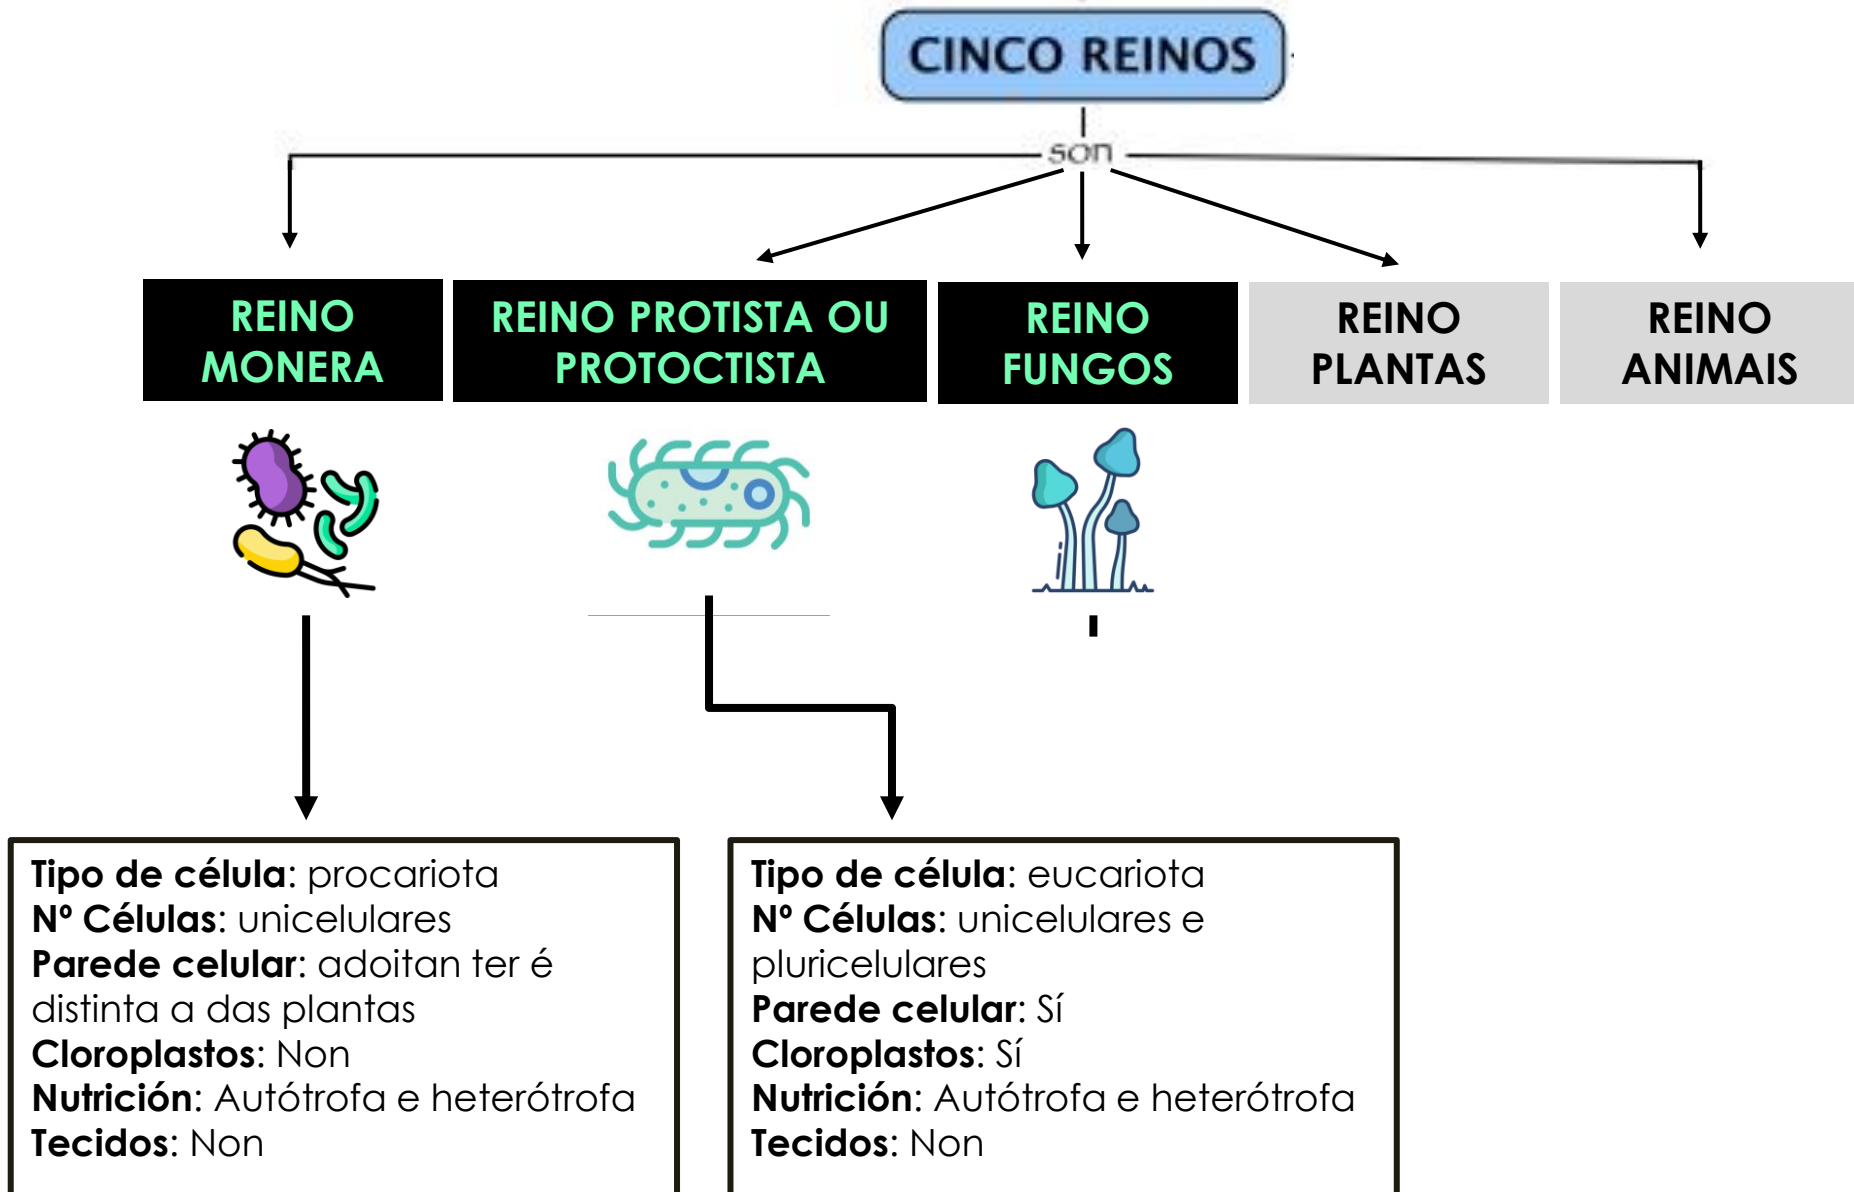 CINCO REINOS
son
REINO
MONERA
REINO PROTISTA OU
PROTOCTISTA
REINO
FUNGOS
REINO
PLANTAS
REINO
ANIMAIS
Tipo de célula: procariota
Nº Células: unicelulares
Parede celular: adoitan ter é
distinta a das plantas
Cloroplastos: Non
Nutrición: Autótrofa e heterótrofa
Tecidos: Non
Tipo de célula: eucariota
Nº Células: unicelulares e
pluricelulares
Parede celular: Sí
Cloroplastos: Sí
Nutrición: Autótrofa e heterótrofa
Tecidos: Non